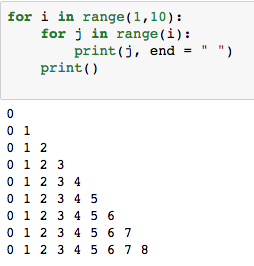 for i in range(1,10):
    for j in range(i):
        print(j, end = " ")
    print()
0
0 1
0 1 2
0 1 2 3
0 1 2 3 4
0 1 2 3 4 5
0 1 2 3 4 5 6
0 1 2 3 4 5 6 7
0 1 2 3 4 5 6 7 8